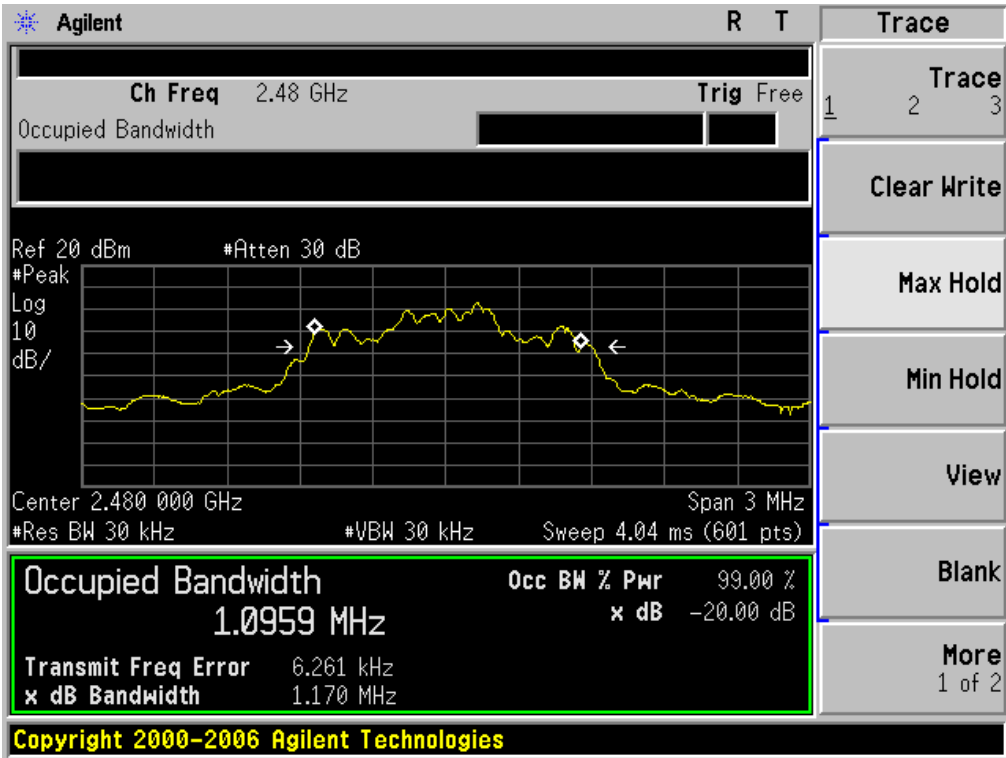 Agilent R T
Ch Freq 2.48 GHz Trig Free
Occupied Bandwidth
Ref 20 dBm #Atten 30 dB
#Peak
Log
10
dB/
Center 2.480 000 GHz Span 3 MHz
#Res BW 30 kHz #VBW 30 kHz Sweep 4.04 ms (601 pts)
Occupied Bandwidth
1.0959 MHz
Occ BW % Pwr 99.00 %
x dB -20.00 dB
Transmit Freq Error 6.261 kHz
x dB Bandwidth 1.170 MHz
Copyright 2000-2006 Agilent Technologies
Trace
Trace
1 2 3
Clear Write
Max Hold
Min Hold
View
Blank
More
1 of 2